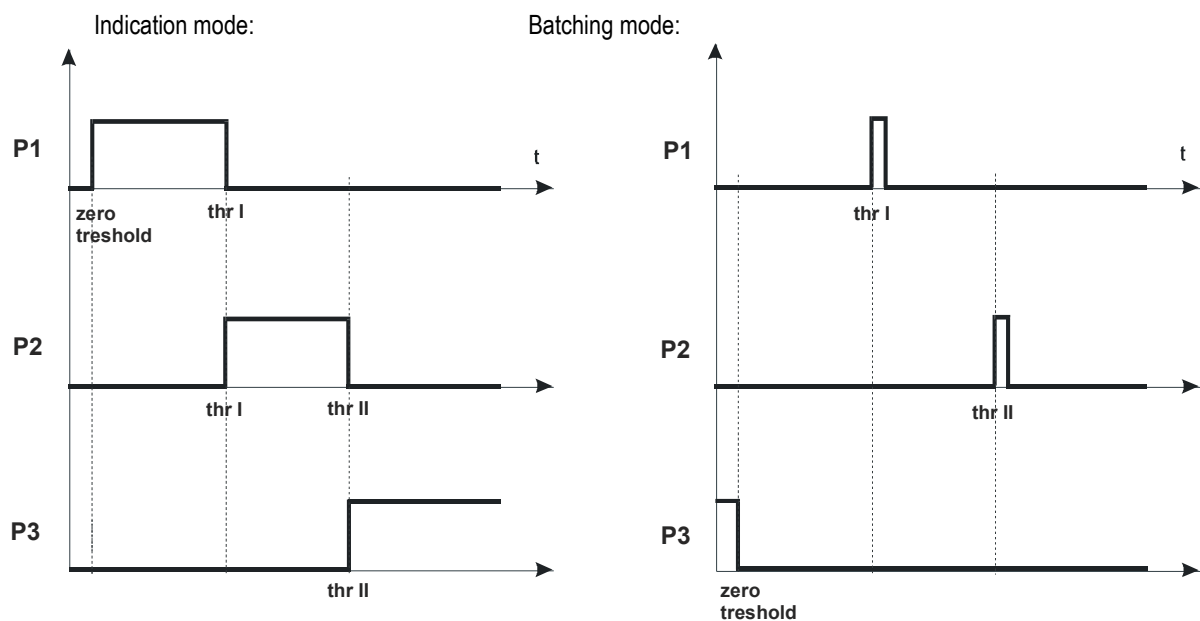 Indication mode:
Batching mode:
P1
t
zero
treshold
thr I
P2
thr I
thr II
P3
thr II
P1
t
thr I
P2
thr II
P3
zero
treshold